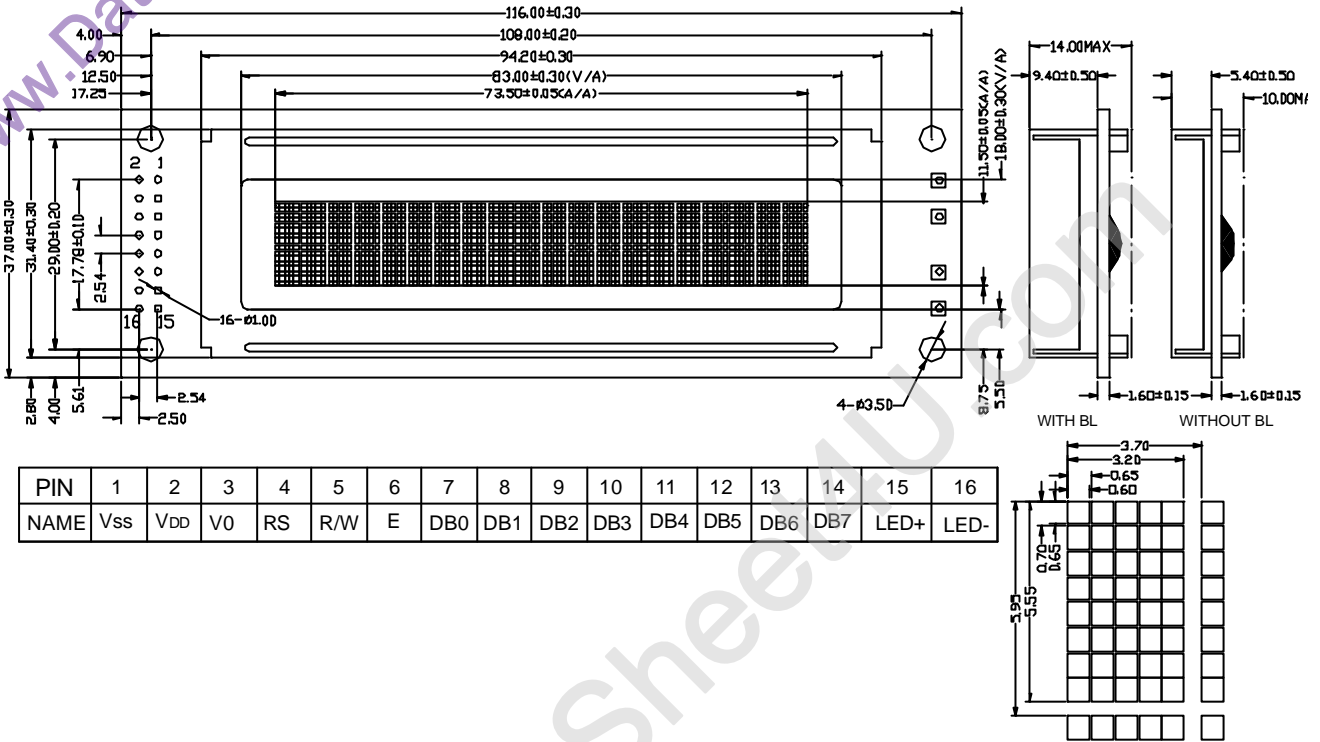 116.00±0.30
4.00
108.00±0.20
6.90
94.20±0.30
12.50
83.00±0.30(V/A)
17.25
73.50±0.05(A/A)
14.00MAX
9.40±0.50
5.40±0.50
11.50±0.05(A/A)
18.00±0.30(V/A)
2 1
37.00±0.30
31.40±0.30
29.00±0.20
17.78±0.10
2.54
16 15
16-ø1.00
2.80
4.00
5.61
2.54
2.50
4-ø3.50
8.75
5.50
1.60±0.15
1.60±0.15
WITH BL
WITHOUT BL
PIN 1 2 3 4 5 6 7 8 9 10 11 12 13 14 15 16
NAME Vss VDD V0 RS R/W E DB0 DB1 DB2 DB3 DB4 DB5 DB6 DB7 LED+ LED-
3.70
3.20
0.65
0.60
0.70
0.65
5.95
5.55
Sheet4U.com